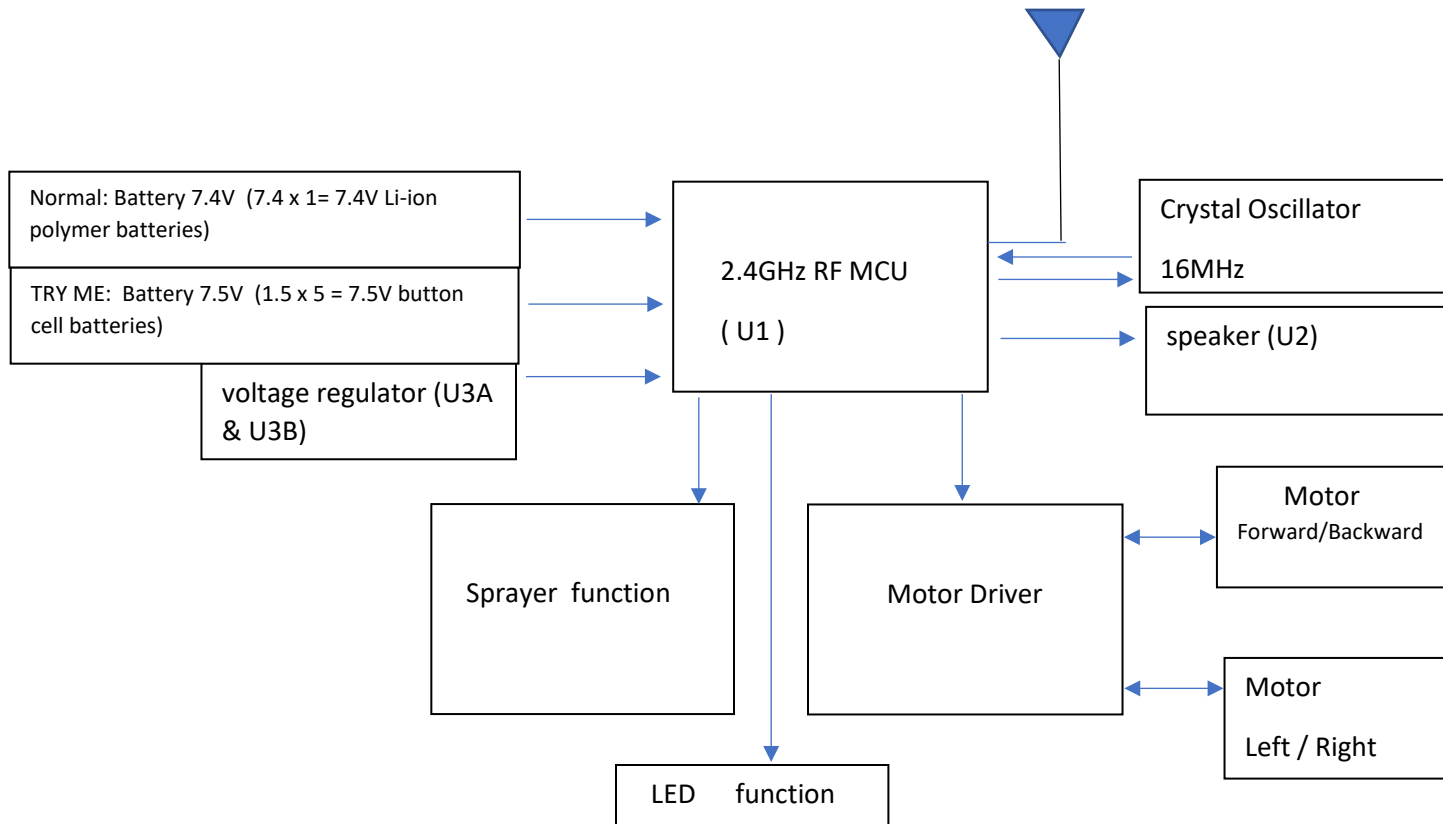 Normal: Battery 7.4V  (7.4 x 1= 7.4V Li-ion
polymer batteries)
TRY ME:  Battery 7.5V  (1.5 x 5 = 7.5V button
cell batteries)
voltage regulator (U3A
& U3B)
2.4GHz RF MCU
( U1 )
Crystal Oscillator
16MHz
speaker (U2)
Sprayer  function
Motor Driver
Motor
Forward/Backward
Motor
Left / Right
LED    function